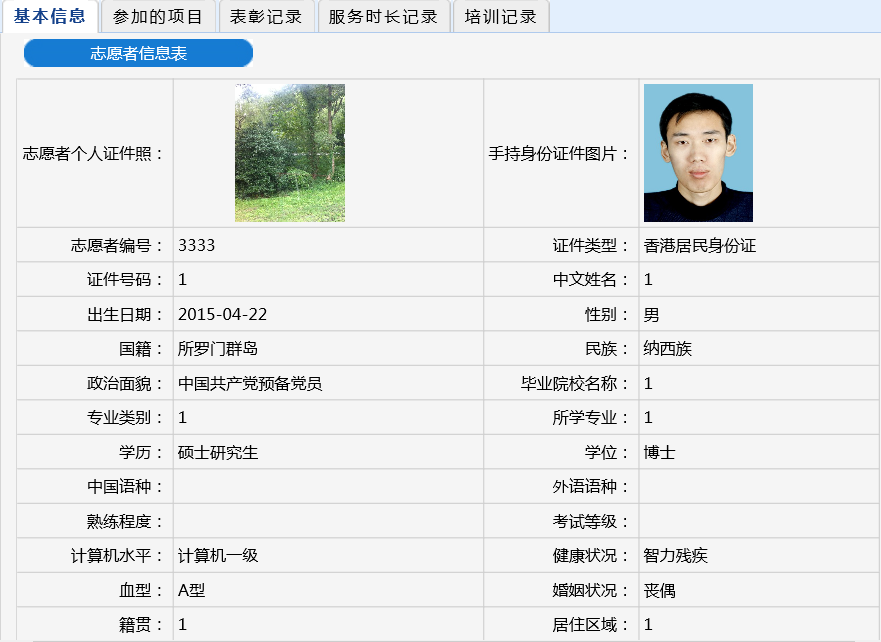 基本信息 参加的项目 表彰记录 服务时长记录 培训记录
志愿者信息表
志愿者个人证件照： 手持身份证件图片：
志愿者编号： 3333 证件类型： 香港居民身份证
证件号码： 1 中文姓名： 1
出生日期： 2015-04-22 性别： 男
国籍： 所罗门群岛 民族： 纳西族
政治面貌： 中国共产党预备党员 毕业院校名称： 1
专业类别： 1 所学专业： 1
学历： 硕士研究生 学位： 博士
中国语种： 外语语种：
熟练程度： 考试等级：
计算机水平： 计算机一级 健康状况： 智力残疾
血型： A型 婚姻状况： 丧偶
籍贯： 1 居住区域： 1